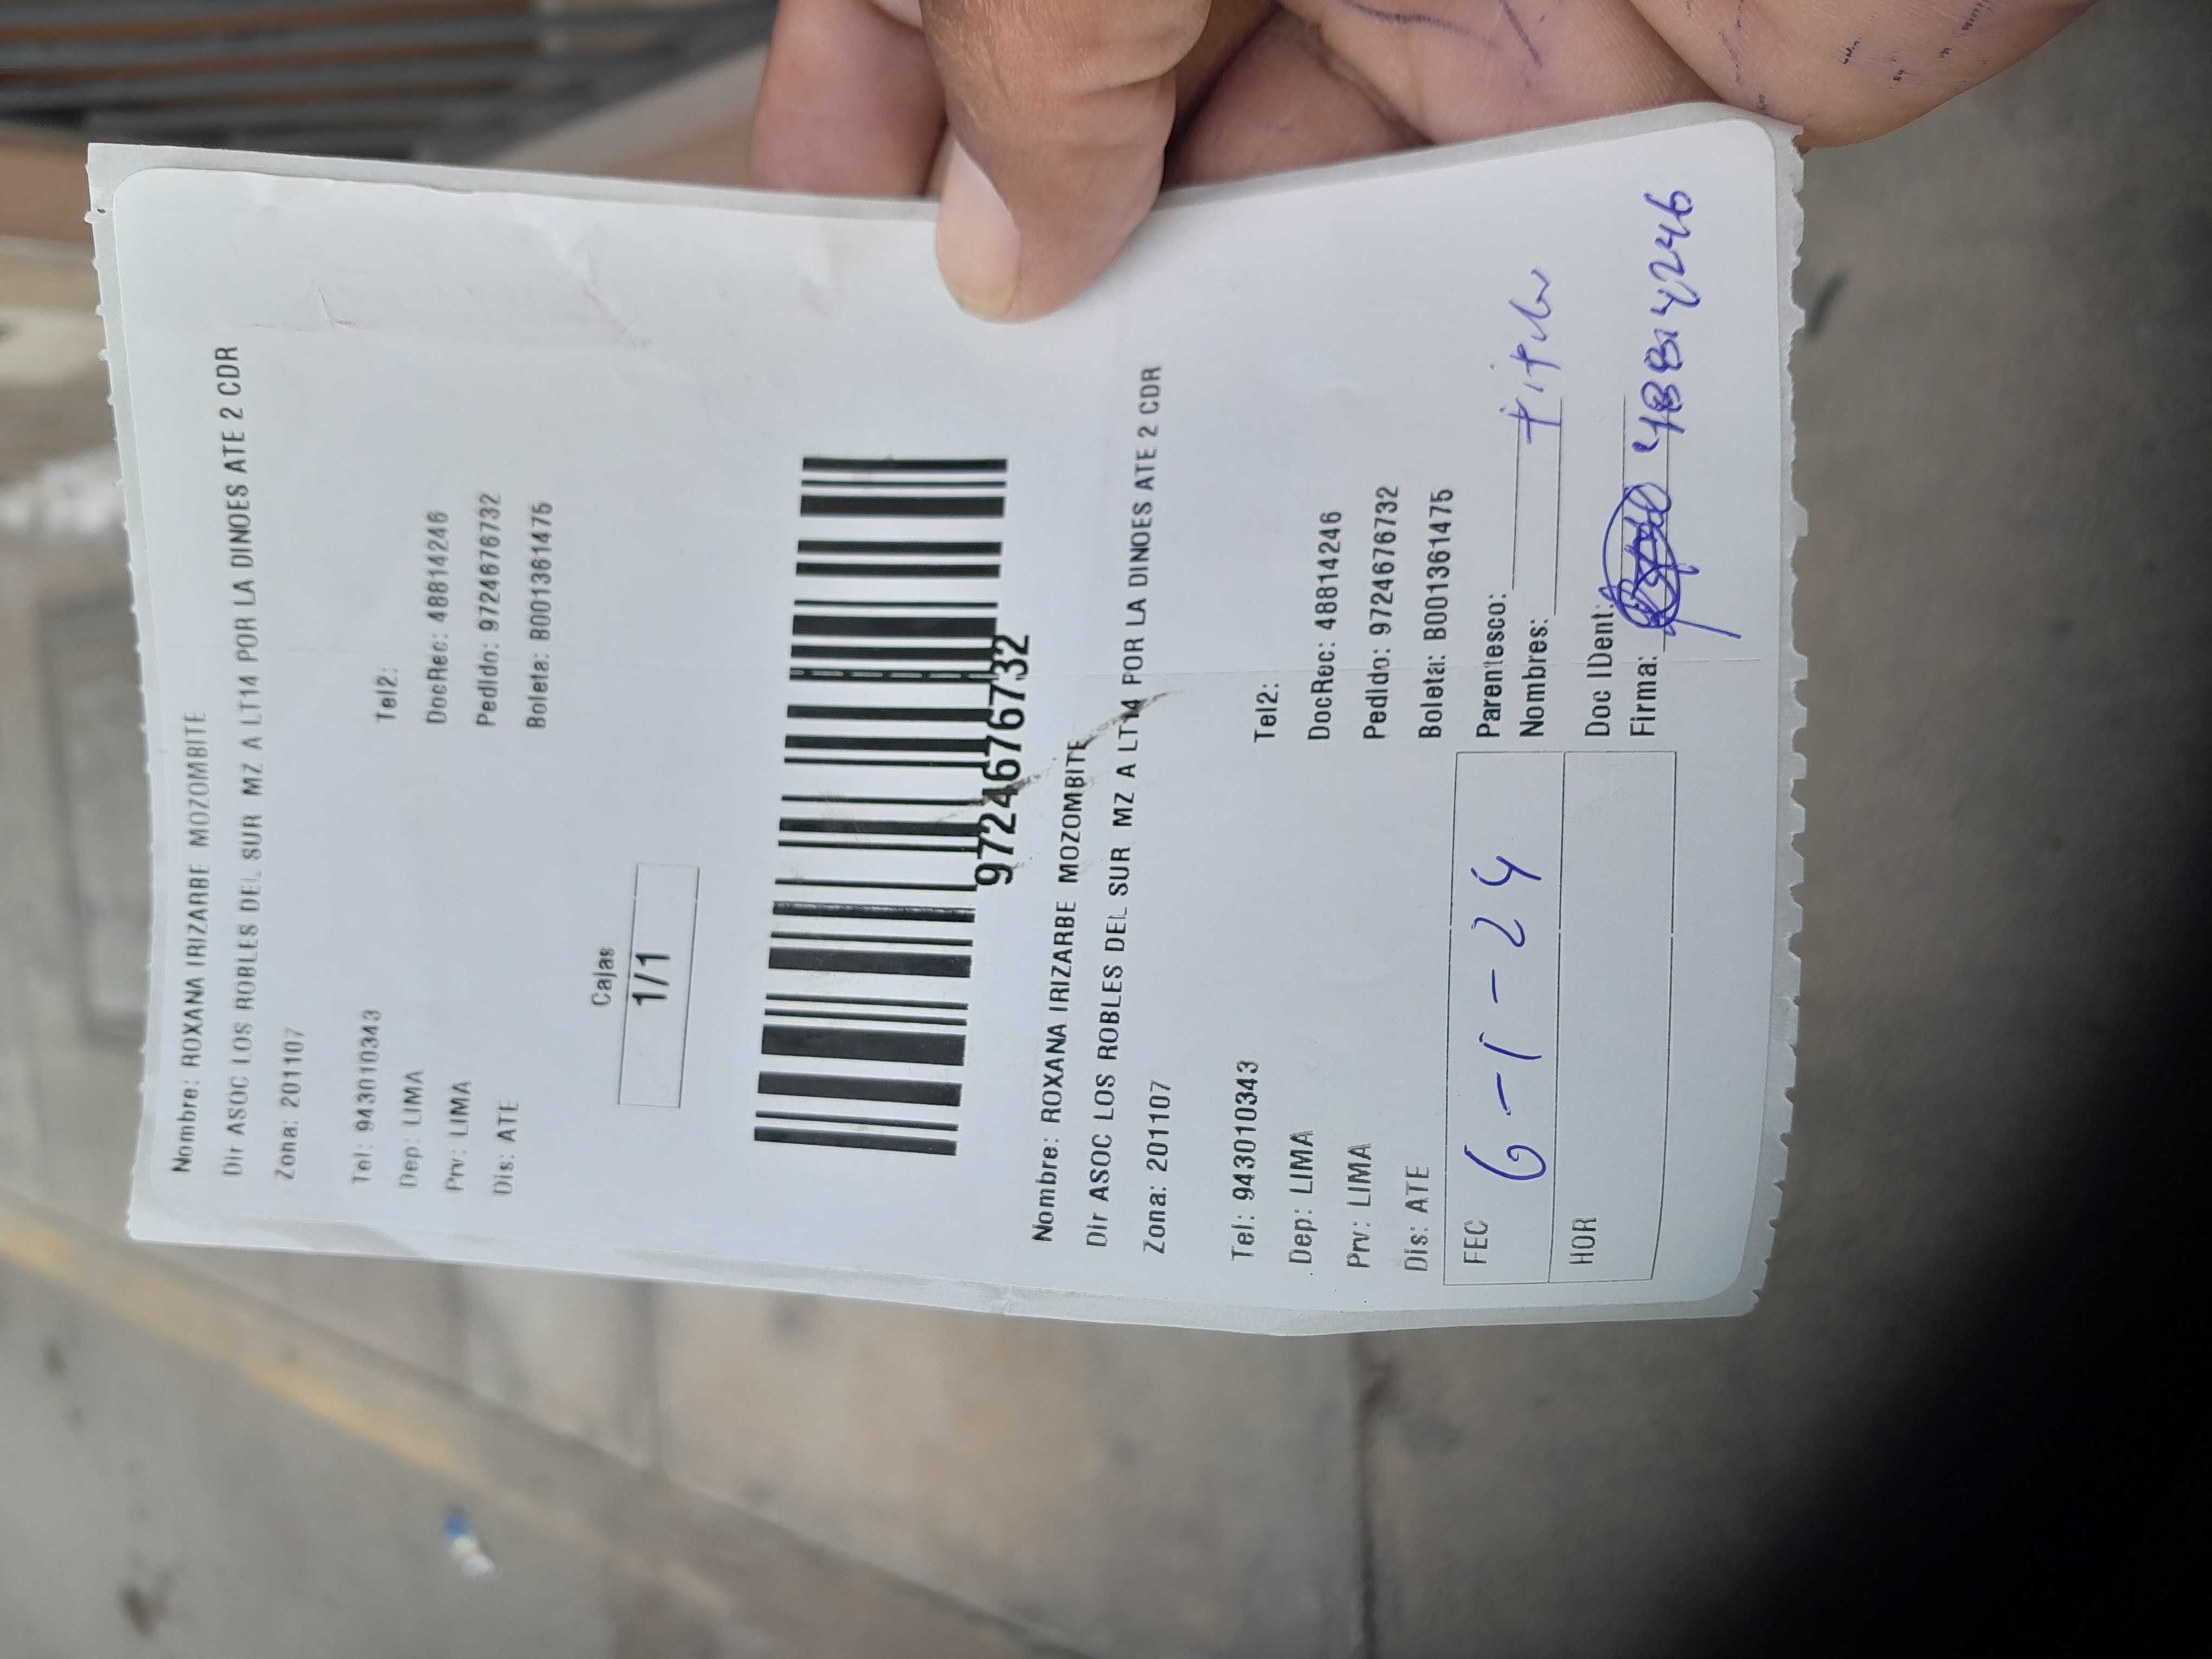 Nombre: ROXANA IRIZARBE MOZOMBITE
Dir ASOC LOS ROBLES DEL SUR MZ A LT14 POR LA DINOES ATE 2 CDR
Zona: 201107
Tel: 943010343 Tel2:
Dep: LIMA DocRec: 48814246
Prv: LIMA Pedido: 972467676732
Dis: ATE Boleta: B001361475
Cajas
1/1
972467676732
Nombre: ROXANA IRIZARBE MOZOMBITE
Dir ASOC LOS ROBLES DEL SUR MZ A LT14 POR LA DINOES ATE 2 CDR
Zona: 201107
Tel: 943010343 Tel2:
Dep: LIMA DocRec: 48814246
Prv: LIMA Pedido: 972467676732
Dis: ATE Boleta: B001361475
FEC 6-1-24 Parentesco:
Nombres:
HOR Doc IDent:
Firma: 48814246